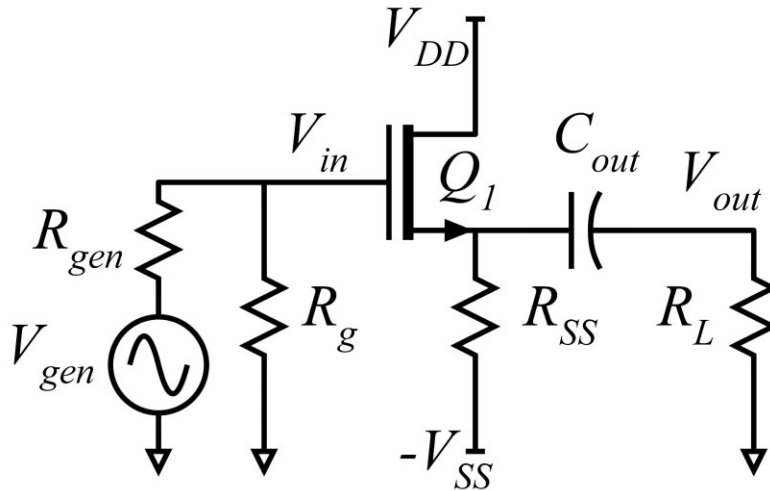 V_DD
V_in
C_out
Q_1
V_out
R_gen
R_g
R_SS
R_L
V_gen
-V_SS